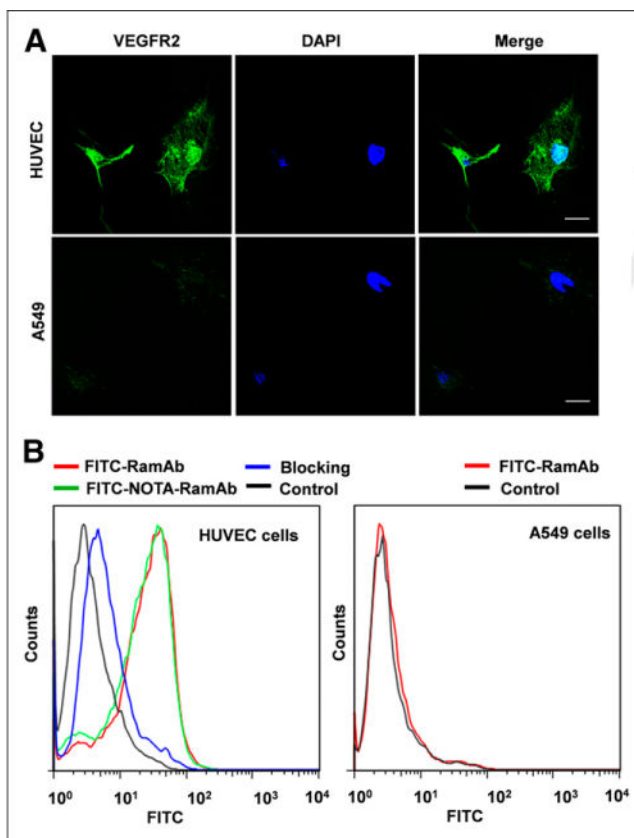 A
VEGFR2 DAPI Merge
HUVEC
A549
B
FITC-RamAb Blocking FITC-RamAb
FITC-NOTA-RamAb Control Control
HUVEC cells A549 cells
Counts Counts
10⁰ 10¹ 10² 10³ 10⁴ 10⁰ 10¹ 10² 10³ 10⁴
FITC FITC